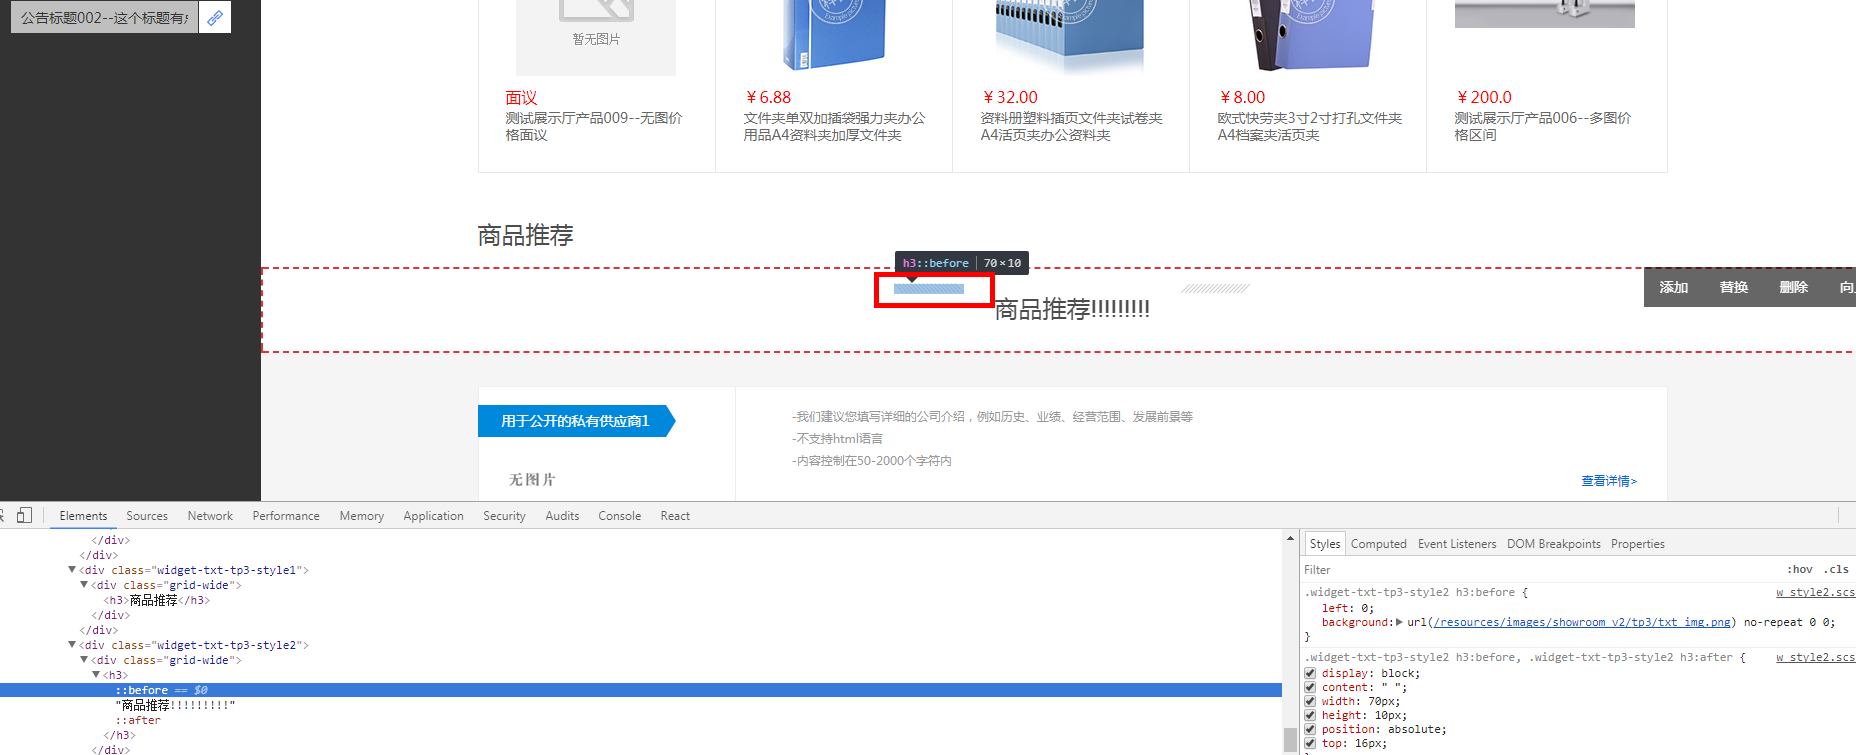 公告标题002--这个标题有
暂无图片
面议
测试展示厅产品009--无图价
格面议
￥6.88
文件夹单双加插袋强力夹办公
用品A4资料夹加厚文件夹
￥32.00
资料册塑料插页文件夹试卷夹
A4活页夹办公资料夹
￥8.00
欧式快劳夹3寸2寸打孔文件夹
A4档案夹活页夹
￥200.0
测试展示厅产品006--多图价
格区间
商品推荐
h3::before 70×10
添加 替换 删除 向
商品推荐!!!!!!!!!
用于公开的私有供应商1
-我们建议您填写详细的公司介绍，例如历史、业绩、经营范围、发展前景等
-不支持html语言
-内容控制在50-2000个字符内
无图片
查看详情>
Elements Sources Network Performance Memory Application Security Audits Console React
</div>
</div>
<div class="widget-txt-tp3-style1">
<div class="grid-wide">
<h3>商品推荐</h3>
</div>
</div>
<div class="widget-txt-tp3-style2">
<div class="grid-wide">
<h3>
::before == $0
"商品推荐!!!!!!!!!"
::after
</h3>
</div>
Styles Computed Event Listeners DOM Breakpoints Properties
Filter :hov .cls
.widget-txt-tp3-style2 h3:before { w_style2.scs
left: 0;
background: url(/resources/images/showroom_v2/tp3/txt_img.png) no-repeat 0 0;
}
.widget-txt-tp3-style2 h3:before, .widget-txt-tp3-style2 h3:after { w_style2.scs
display: block;
content: " ";
width: 70px;
height: 10px;
position: absolute;
top: 16px;